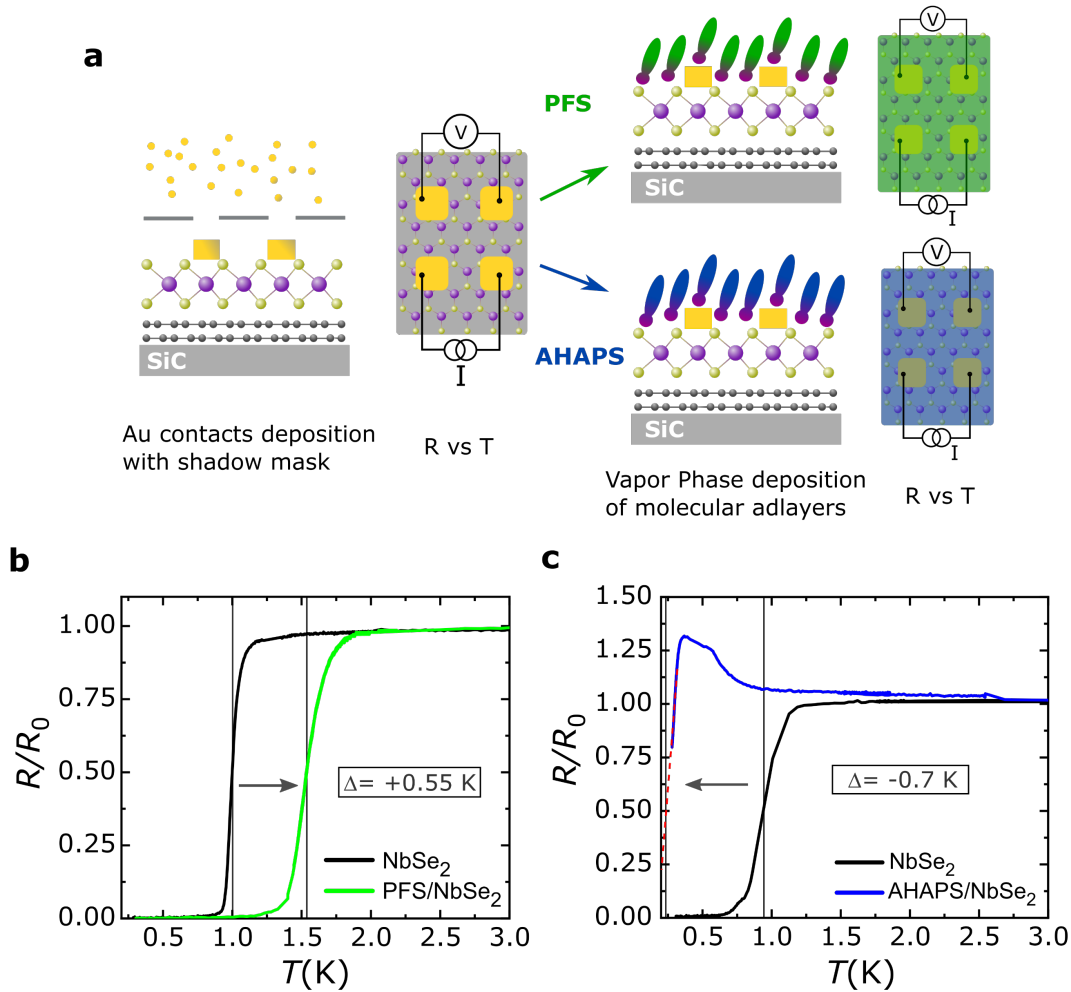 a
V
I
SiC
Au contacts deposition
with shadow mask
R vs T
PFS
AHAPS
SiC
V
I
SiC
V
I
Vapor Phase deposition
of molecular adlayers
R vs T
b
R/R0
1.00
0.75
0.50
0.25
0.00
Δ= +0.55 K
NbSe2
PFS/NbSe2
0.5 1.0 1.5 2.0 2.5 3.0
T(K)
c
R/R0
1.50
1.25
1.00
0.75
0.50
0.25
0.00
Δ= -0.7 K
NbSe2
AHAPS/NbSe2
0.5 1.0 1.5 2.0 2.5 3.0
T(K)